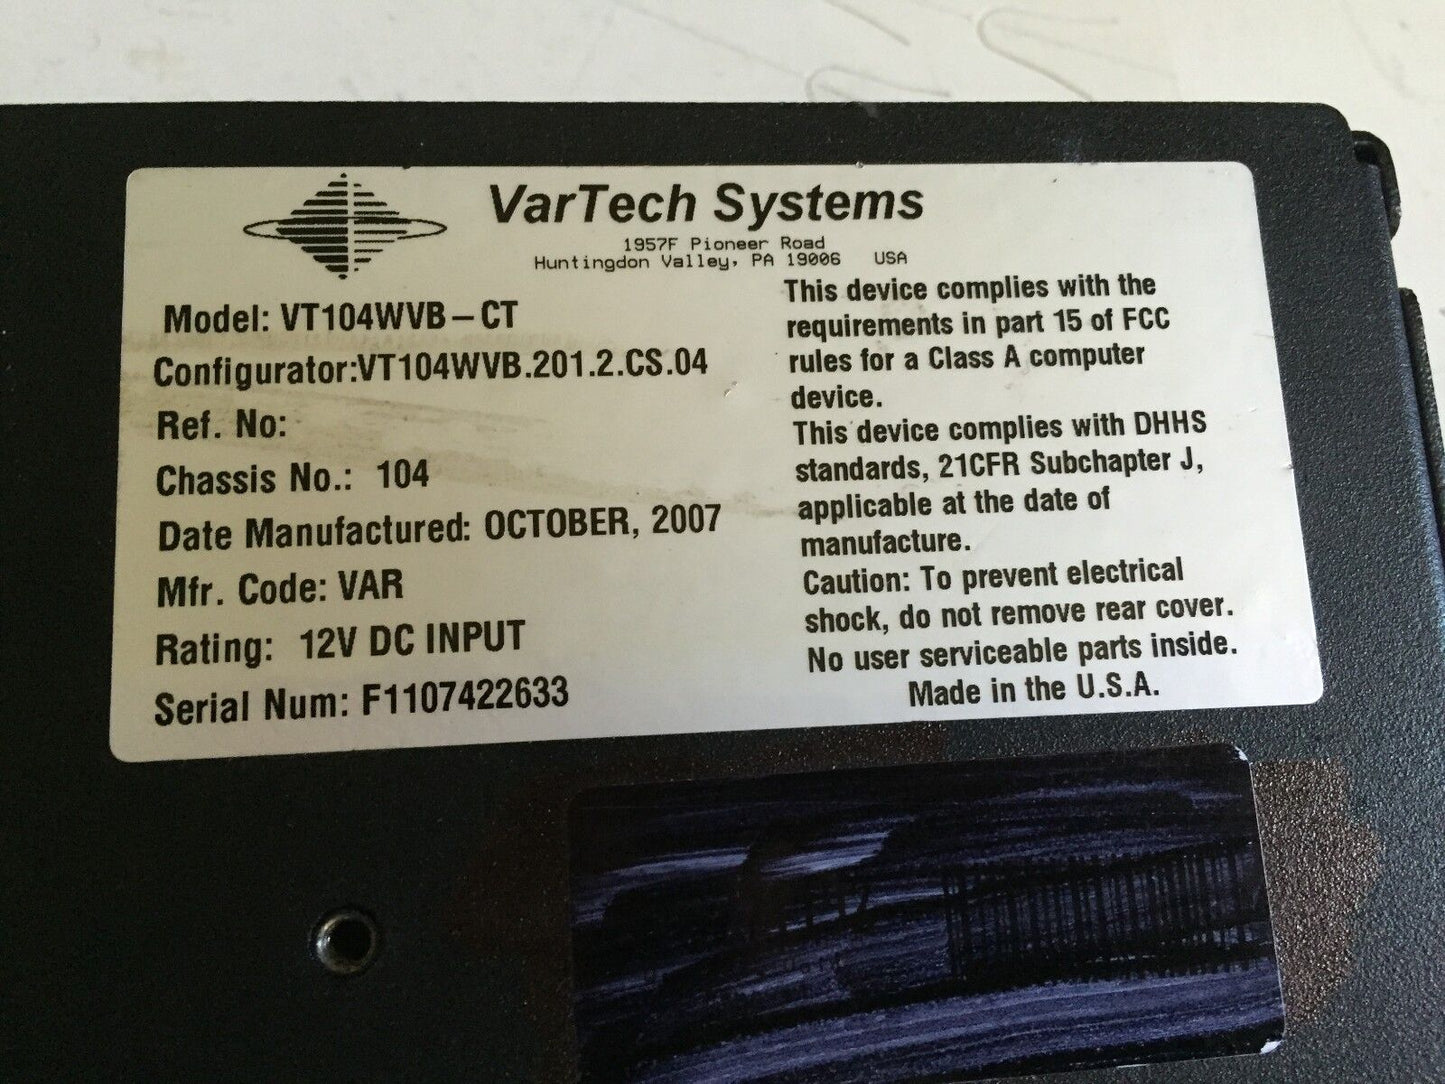 VarTech Systems
1957F Pioneer Road
Huntingdon Valley, PA 19006 USA
Model: VT104WVB-CT
Configurator:VT104WVB.201.2.CS.04
Ref. No:
Chassis No.: 104
Date Manufactured: OCTOBER, 2007
Mfr. Code: VAR
Rating: 12V DC INPUT
Serial Num: F1107422633
This device complies with the
requirements in part 15 of FCC
rules for a Class A computer
device.
This device complies with DHHS
standards, 21CFR Subchapter J,
applicable at the date of
manufacture.
Caution: To prevent electrical
shock, do not remove rear cover.
No user serviceable parts inside.
Made in the U.S.A.